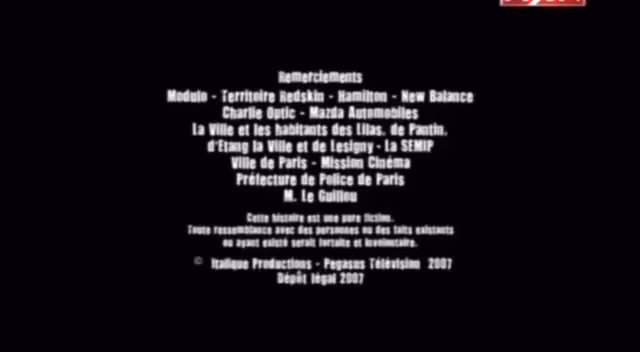 Remerciements
Modulo - Territoire Redskin - Hamilton - New Balance
Charlie Optic - Mazda Automobiles
La Ville et les habitants des Lilas, de Pantin,
d'Etang la Ville et de Lesigny - La SEMIP
Ville de Paris - Mission Cinéma
Préfecture de Police de Paris
M. Le Guillou
Cette histoire est une pure fiction.
Toute ressemblance avec des personnes ou des faits existants
ou ayant existé serait fortuite et involontaire.
© Italique Productions - Pegasus Télévision 2007
Dépôt légal 2007